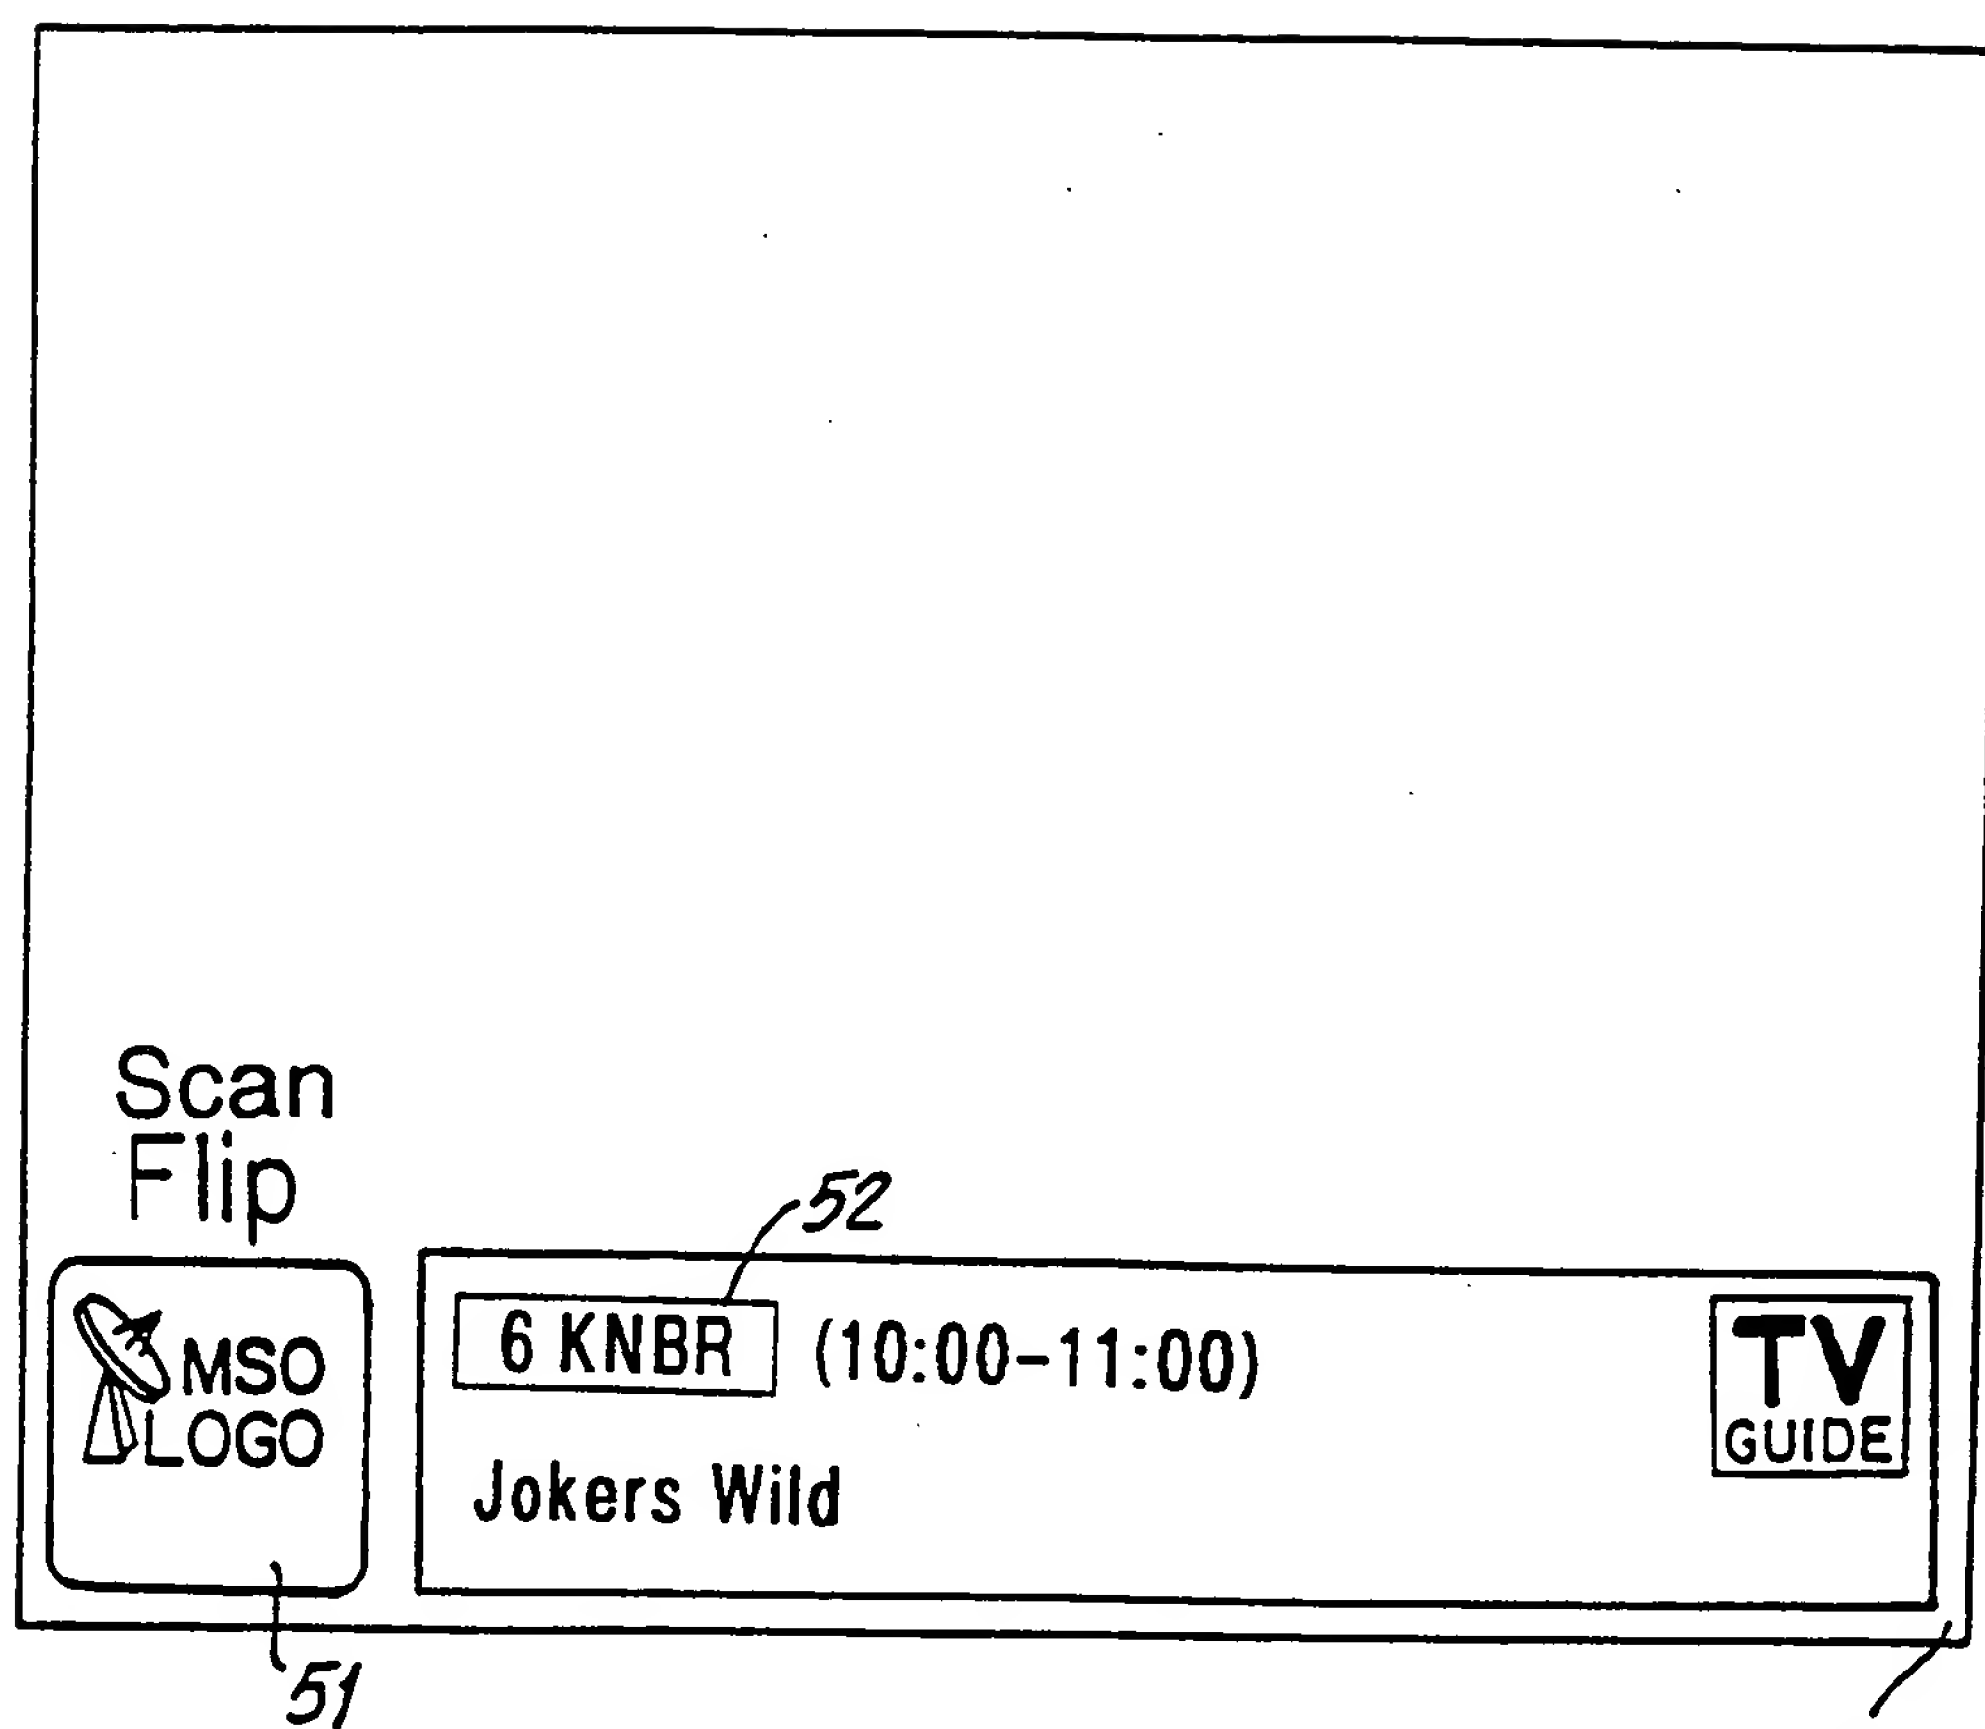 Scan
Flip
52
MSO
LOGO
6 KNBR (10:00–11:00)
Jokers Wild
TV
GUIDE
51